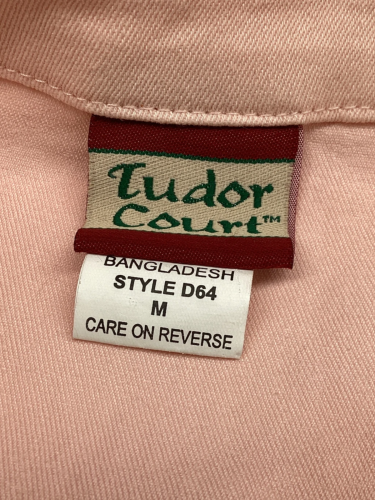 Tudor
Court™
BANGLADESH
STYLE D64
M
CARE ON REVERSE